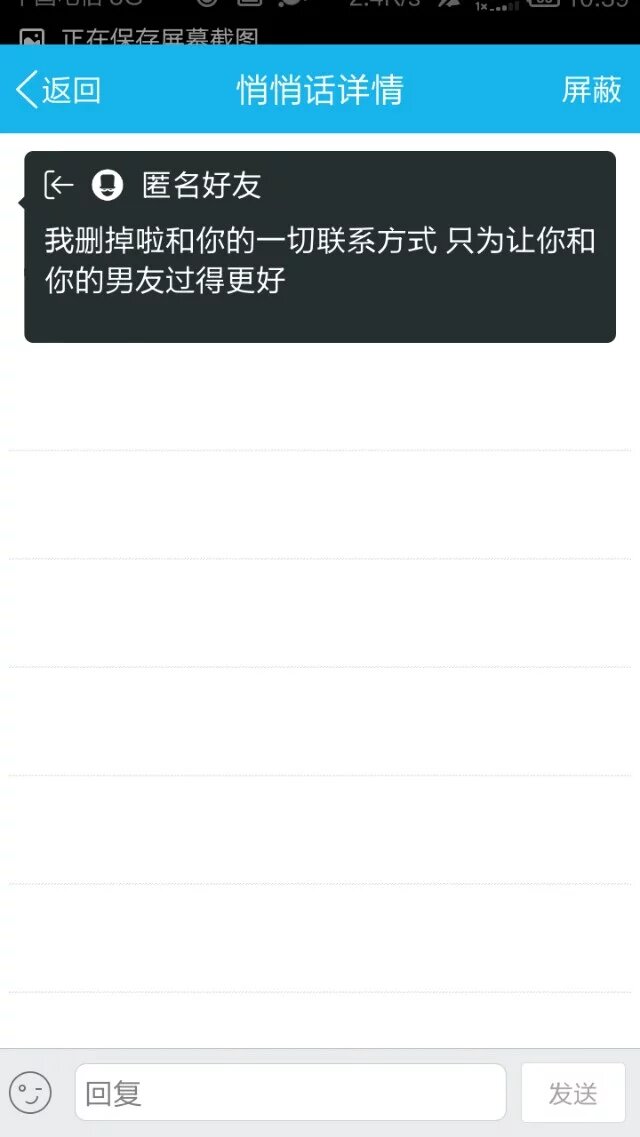 正在保存屏幕截图
返回 悄悄话详情 屏蔽
匿名好友
我删掉啦和你的一切联系方式 只为让你和
你的男友过得更好
回复 发送